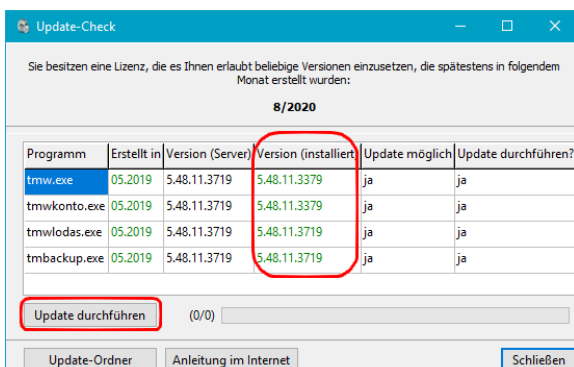 Update-Check
Sie besitzen eine Lizenz, die es Ihnen erlaubt beliebige Versionen einzusetzen, die spätestens in folgendem
Monat erstellt wurden:
8/2020
Programm Erstellt in Version (Server) Version (installiert) Update möglich Update durchführen?
tmw.exe 05.2019 5.48.11.3719 5.48.11.3379 ja ja
tmwkonto.exe 05.2019 5.48.11.3719 5.48.11.3379 ja ja
tmwlodas.exe 05.2019 5.48.11.3719 5.48.11.3719 ja ja
tmbackup.exe 05.2019 5.48.11.3719 5.48.11.3719 ja ja
Update durchführen (0/0)
Update-Ordner Anleitung im Internet Schließen